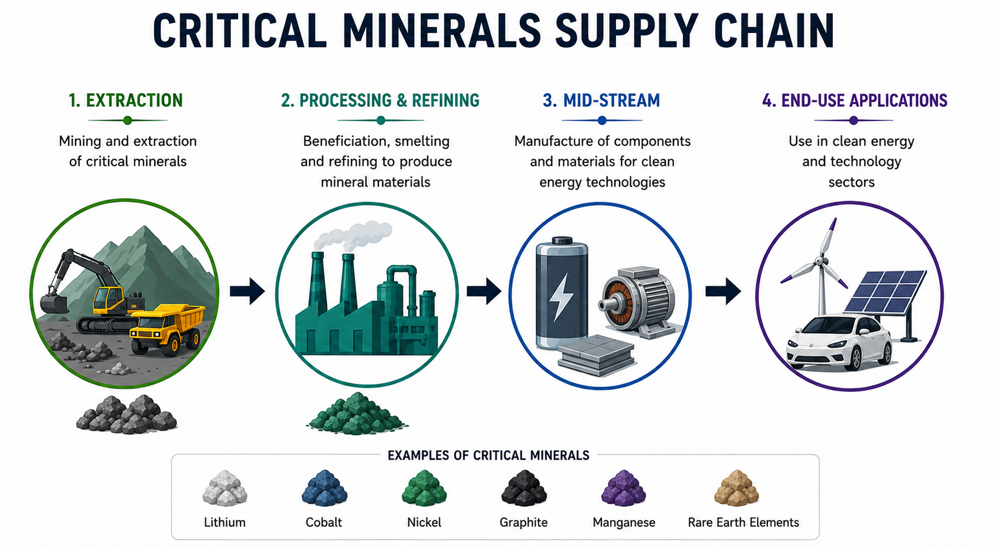 CRITICAL MINERALS SUPPLY CHAIN
1. EXTRACTION
Mining and extraction
of critical minerals
2. PROCESSING & REFINING
Beneficiation, smelting
and refining to produce
mineral materials
3. MID-STREAM
Manufacture of components
and materials for clean
energy technologies
4. END-USE APPLICATIONS
Use in clean energy
and technology
sectors
EXAMPLES OF CRITICAL MINERALS
Lithium
Cobalt
Nickel
Graphite
Manganese
Rare Earth Elements